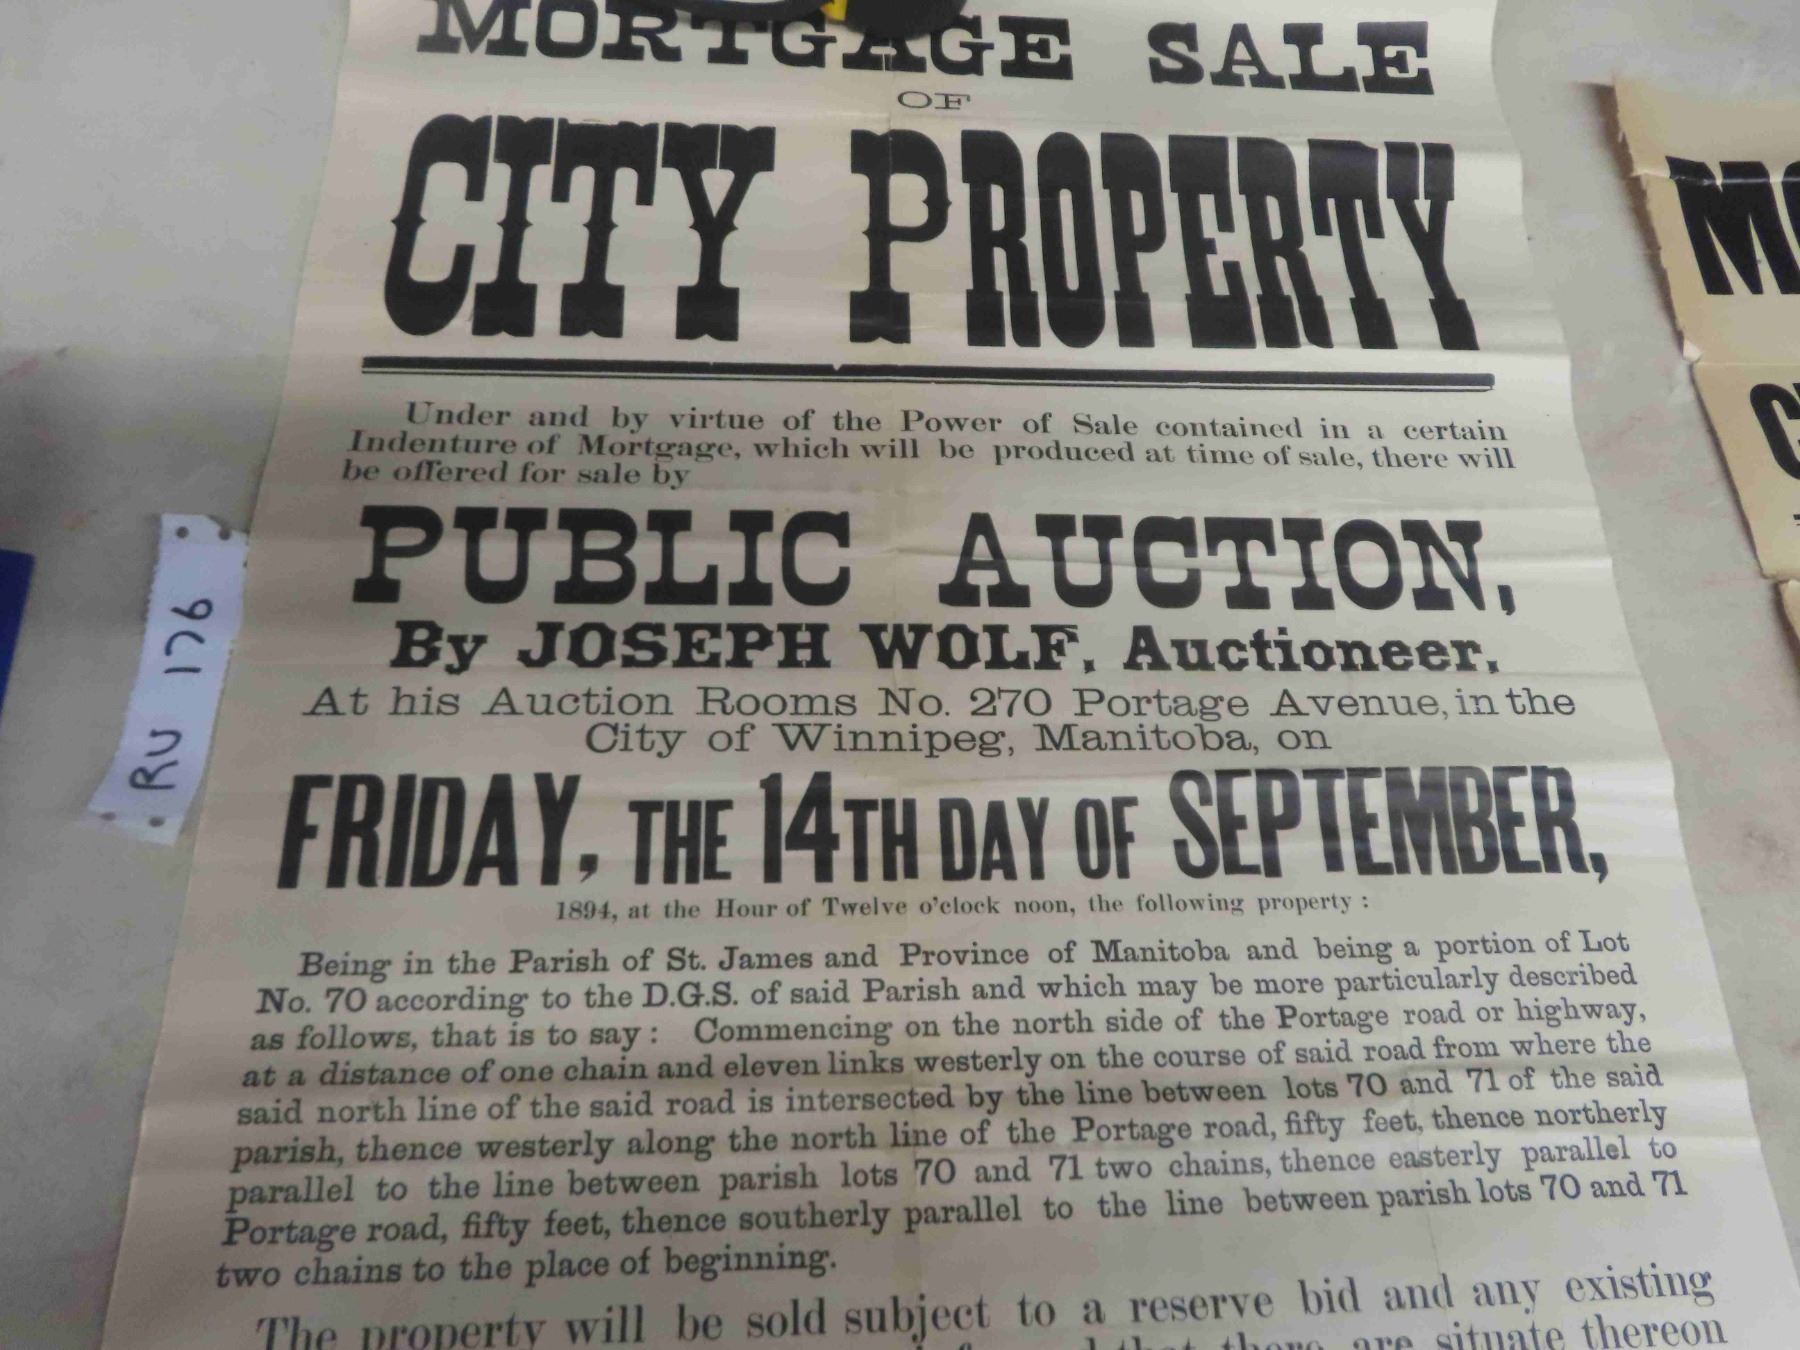 MORTGAGE SALE
OF
CITY PROPERTY
Under and by virtue of the Power of Sale contained in a certain
Indenture of Mortgage, which will be produced at time of sale, there will
be offered for sale by
PUBLIC AUCTION,
By JOSEPH WOLF, Auctioneer,
At his Auction Rooms No. 270 Portage Avenue, in the
City of Winnipeg, Manitoba, on
FRIDAY, THE 14TH DAY OF SEPTEMBER,
1894, at the Hour of Twelve o'clock noon, the following property :
Being in the Parish of St. James and Province of Manitoba and being a portion of Lot
No. 70 according to the D.G.S. of said Parish and which may be more particularly described
as follows, that is to say : Commencing on the north side of the Portage road or highway,
at a distance of one chain and eleven links westerly on the course of said road from where the
said north line of the said road is intersected by the line between lots 70 and 71 of the said
parish, thence westerly along the north line of the Portage road, fifty feet, thence northerly
parallel to the line between parish lots 70 and 71 two chains, thence easterly parallel to
Portage road, fifty feet, thence southerly parallel to the line between parish lots 70 and 71
two chains to the place of beginning.
The property will be sold subject to a reserve bid and any existing
that there are situate thereon
RU 176